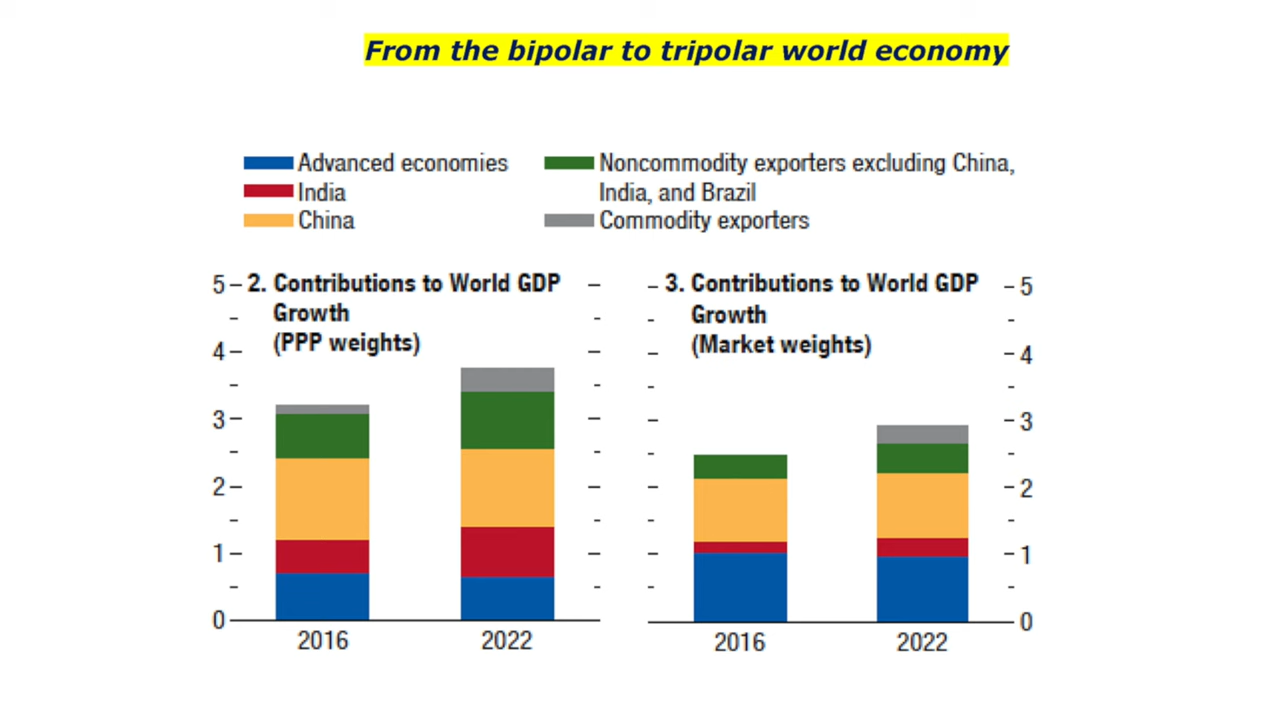 From the bipolar to tripolar world economy
Advanced economies
India
China
Noncommodity exporters excluding China,
India, and Brazil
Commodity exporters
2. Contributions to World GDP
Growth
(PPP weights)
5
4
3
2
1
0
2016 2022
3. Contributions to World GDP
Growth
(Market weights)
5
4
3
2
1
0
2016 2022